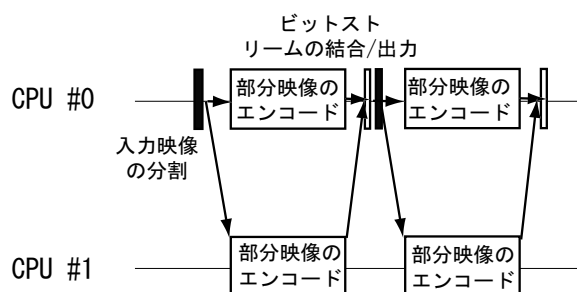 ビットスト
リームの結合/出力
CPU #0
部分映像の
エンコード
部分映像の
エンコード
入力映像
の分割
CPU #1
部分映像の
エンコード
部分映像の
エンコード